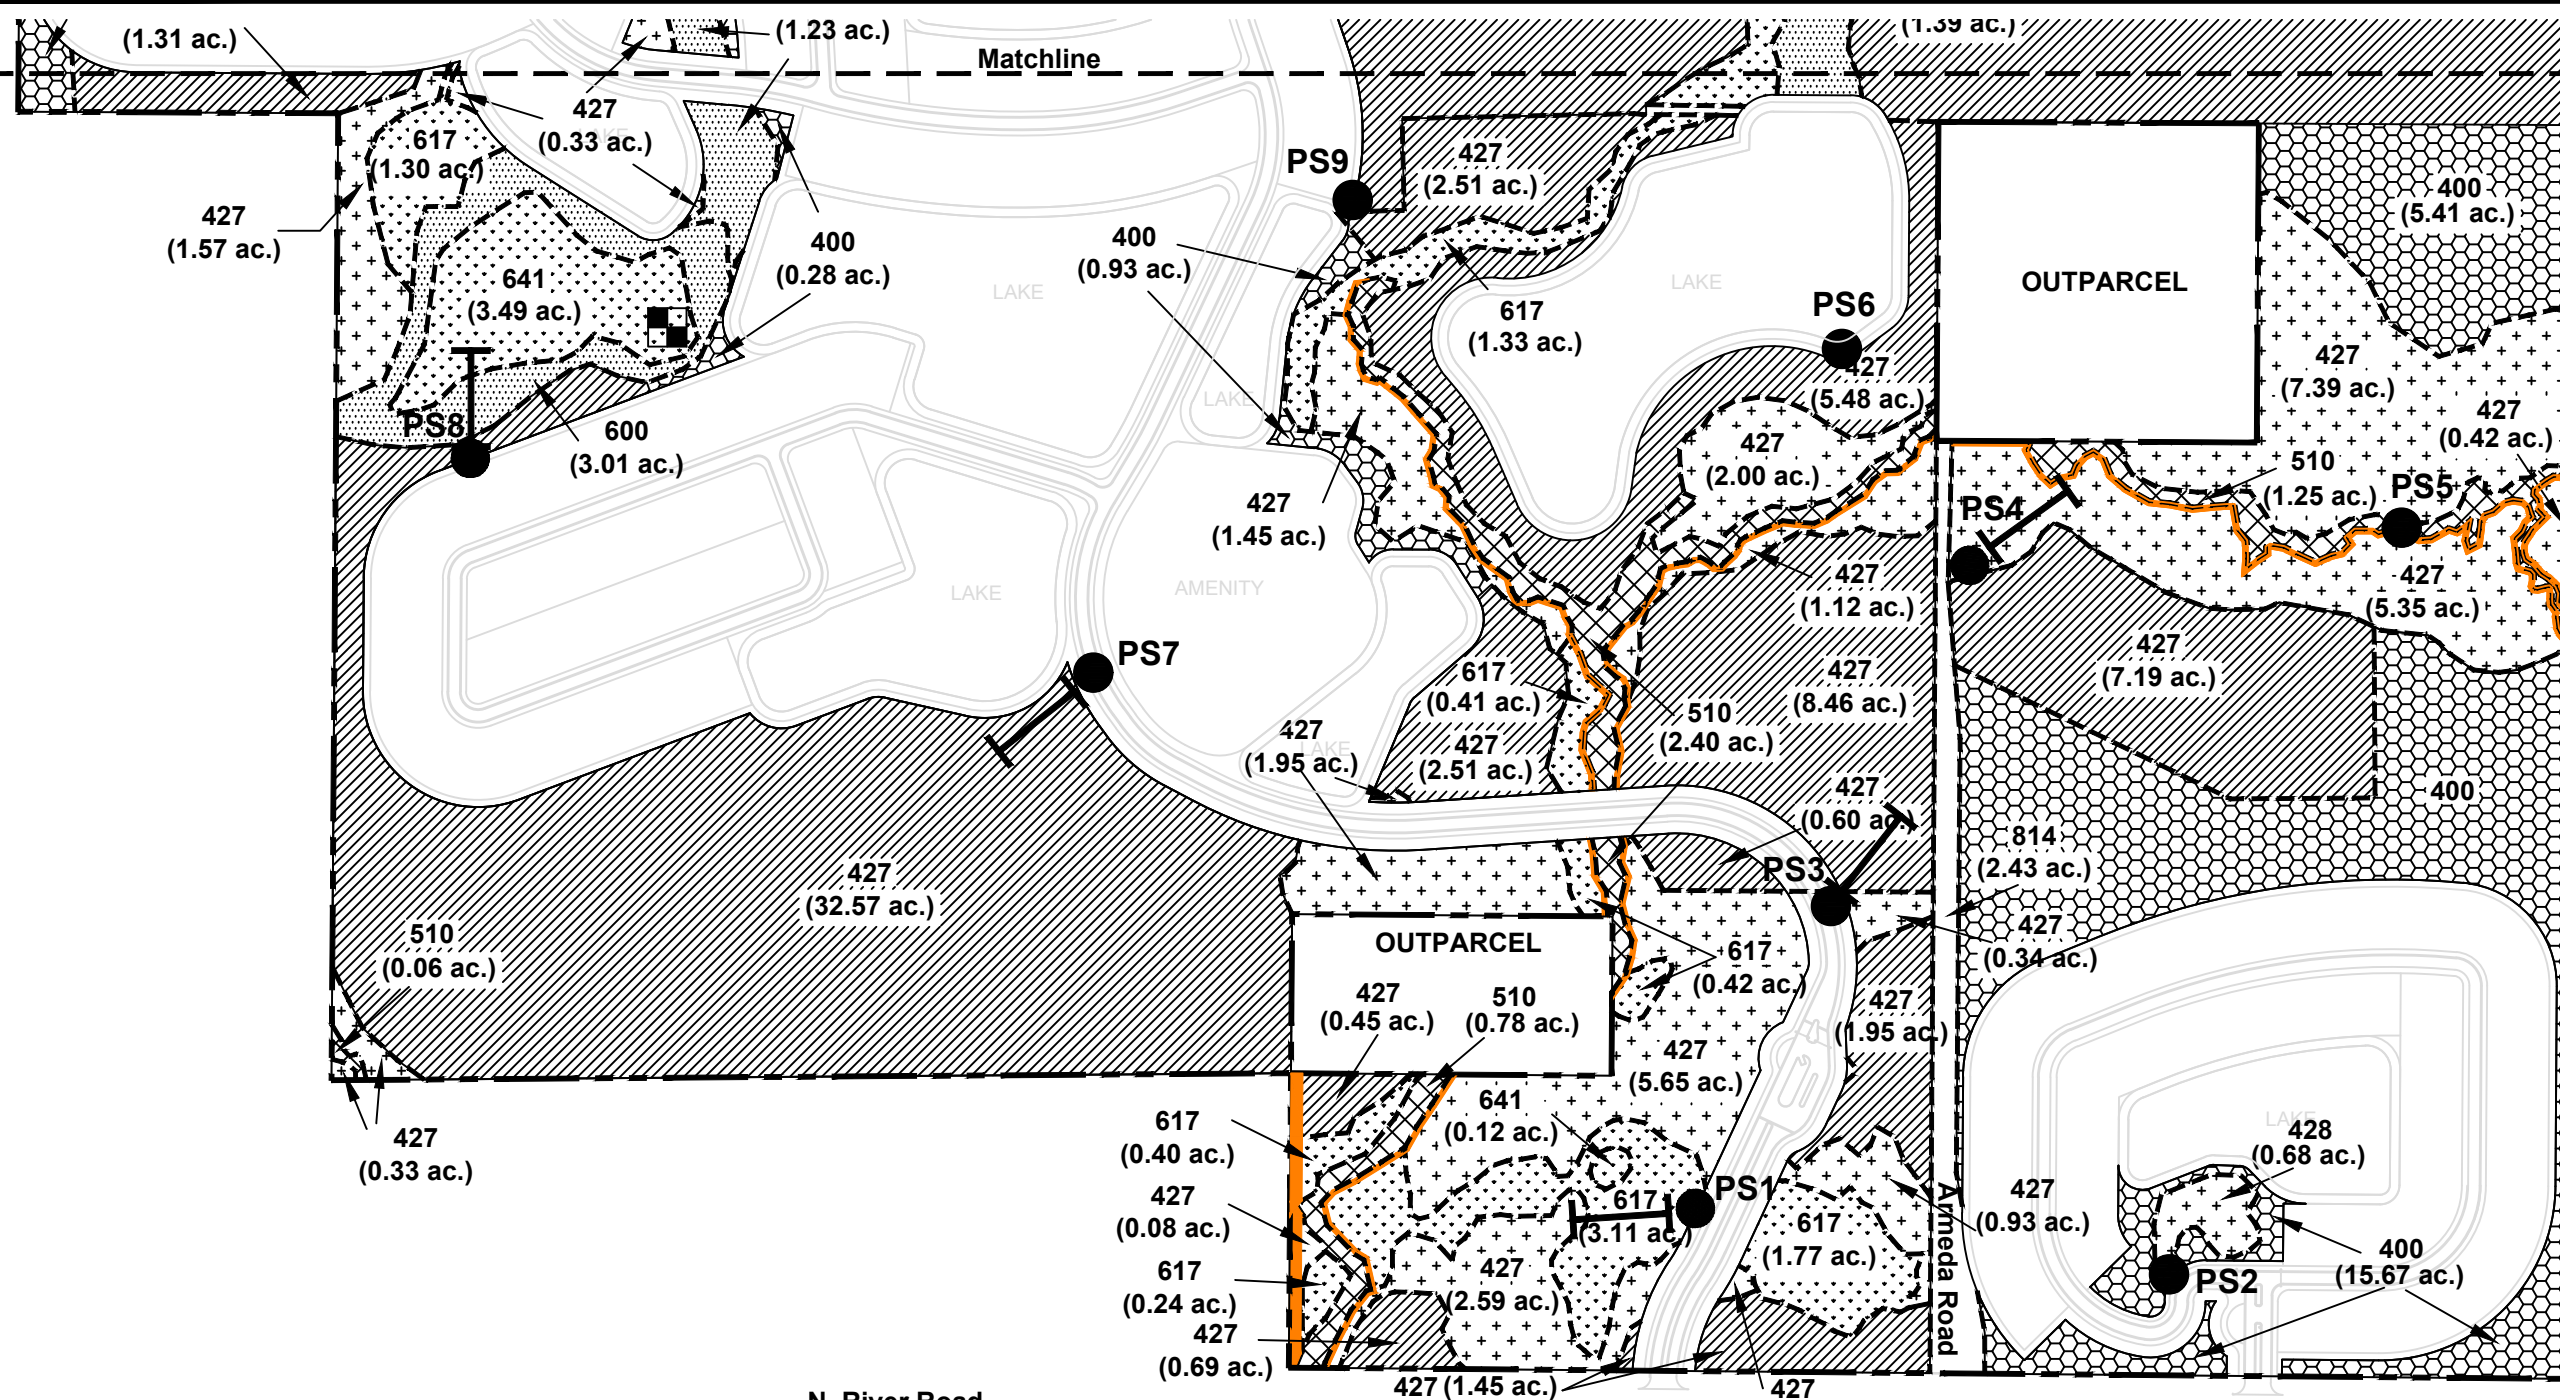 (1.31 ac.)
(1.23 ac.)
(1.39 ac.)
Matchline
427
(0.33 ac.)
LAKE
617
(1.30 ac.)
427
(1.57 ac.)
641
(3.49 ac.)
400
(0.28 ac.)
PS8
600
(3.01 ac.)
LAKE
400
(0.93 ac.)
PS9
427
(2.51 ac.)
617
(1.33 ac.)
LAKE
PS6
427
(5.48 ac.)
427
(2.00 ac.)
LAKE
427
(1.45 ac.)
OUTPARCEL
400
(5.41 ac.)
427
(7.39 ac.)
427
(0.42 ac.)
510
(1.25 ac.)
PS5
PS4
427
(5.35 ac.)
LAKE
AMENITY
427
(1.12 ac.)
PS7
617
(0.41 ac.)
510
(2.40 ac.)
427
(8.46 ac.)
427
(7.19 ac.)
427
(1.95 ac.)
LAKE
427
(2.51 ac.)
427
(0.60 ac.)
400
PS3
814
(2.43 ac.)
427
(32.57 ac.)
510
(0.06 ac.)
OUTPARCEL
617
(0.42 ac.)
427
(0.34 ac.)
427
(0.45 ac.)
510
(0.78 ac.)
427
(1.95 ac.)
427
(5.65 ac.)
427
(0.33 ac.)
617
(0.40 ac.)
641
(0.12 ac.)
427
(0.08 ac.)
617
(3.11 ac.)
PS1
617
(1.77 ac.)
427
(0.93 ac.)
Armeda Road
LAKE
428
(0.68 ac.)
400
(15.67 ac.)
PS2
617
(0.24 ac.)
427
(2.59 ac.)
427
(0.69 ac.)
427 (1.45 ac.)
427
N. River Road